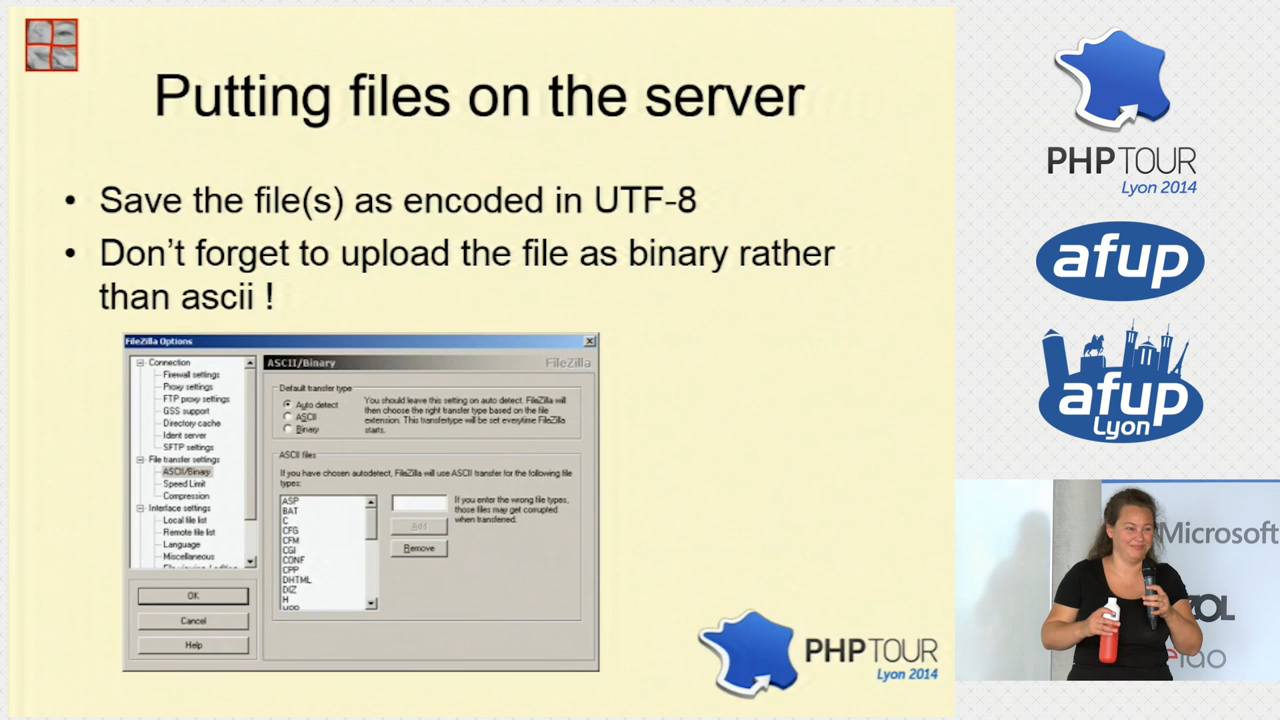 Putting files on the server
• Save the file(s) as encoded in UTF-8
• Don't forget to upload the file as binary rather
than ascii !
FileZilla Options
Connection
Firewall settings
Proxy settings
FTP proxy settings
GSS support
Directory cache
Ident server
SFTP settings
File transfer settings
ASCII/Binary
Speed Limit
Compression
Interface settings
Local file list
Remote file list
Language
Miscellaneous
OK
Cancel
Help
ASCII/Binary
FileZilla
Default transfer type
Auto detect
ASCII
Binary
You should leave this setting on auto detect. FileZilla will
then choose the right transfer type based on the file
extension. This transfertype will be set everytime FileZilla
starts.
ASCII files
If you have chosen autodetect, FileZilla will use ASCII transfer for the following file
types:
ASP
BAT
C
CFG
CFM
CGI
CONF
CPP
DHTML
DIZ
H
Add
Remove
If you enter the wrong file types,
those files may get corrupted
when transferred.
PHPTOUR
Lyon 2014
PHPTOUR
Lyon 2014
afup
afup
Lyon
Microsoft